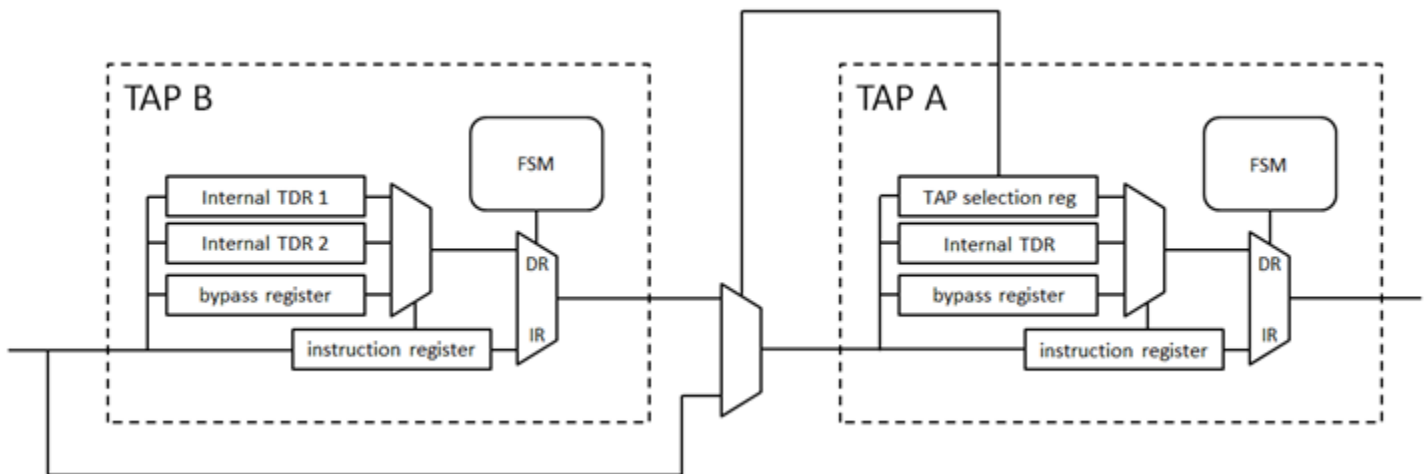 TAP B
FSM
Internal TDR 1
Internal TDR 2
bypass register
instruction register
DR
IR
TAP A
FSM
TAP selection reg
Internal TDR
bypass register
instruction register
DR
IR